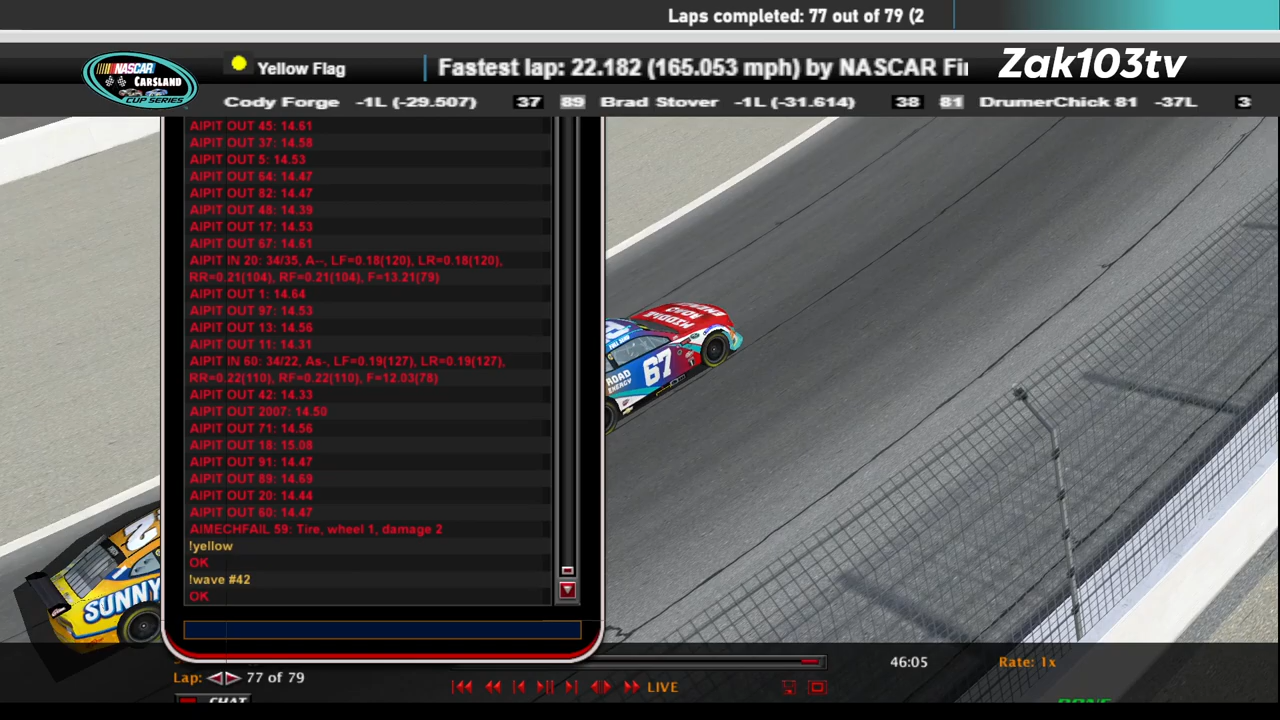 Laps completed: 77 out of 79 (2
NASCAR
CARSLAND
CUP SERIES
Yellow Flag
Fastest lap: 22.182 (165.053 mph) by NASCAR Fir
Zak103tv
Cody Forge -1L (-29.507) 37 89 Brad Stover -1L (-31.614) 38 81 DrumerChick 81 -37L 3
AIPIT OUT 45: 14.61
AIPIT OUT 37: 14.58
AIPIT OUT 5: 14.53
AIPIT OUT 64: 14.47
AIPIT OUT 82: 14.47
AIPIT OUT 48: 14.39
AIPIT OUT 17: 14.53
AIPIT OUT 67: 14.61
AIPIT IN 20: 34/35, A--, LF=0.18(120), LR=0.18(120),
RR=0.21(104), RF=0.21(104), F=13.21(79)
AIPIT OUT 1: 14.64
AIPIT OUT 97: 14.53
AIPIT OUT 13: 14.56
AIPIT OUT 11: 14.31
AIPIT IN 60: 34/22, As-, LF=0.19(127), LR=0.19(127),
RR=0.22(110), RF=0.22(110), F=12.03(78)
AIPIT OUT 42: 14.33
AIPIT OUT 2007: 14.50
AIPIT OUT 71: 14.56
AIPIT OUT 18: 15.08
AIPIT OUT 91: 14.47
AIPIT OUT 89: 14.69
AIPIT OUT 20: 14.44
AIPIT OUT 60: 14.47
AIMECHFAIL 59: Tire, wheel 1, damage 2
!yellow
OK
!wave #42
OK
67
ROAD
ENERGY
2
SUNNY
Lap: 77 of 79
LIVE
46:05
Rate: 1x
CHAT